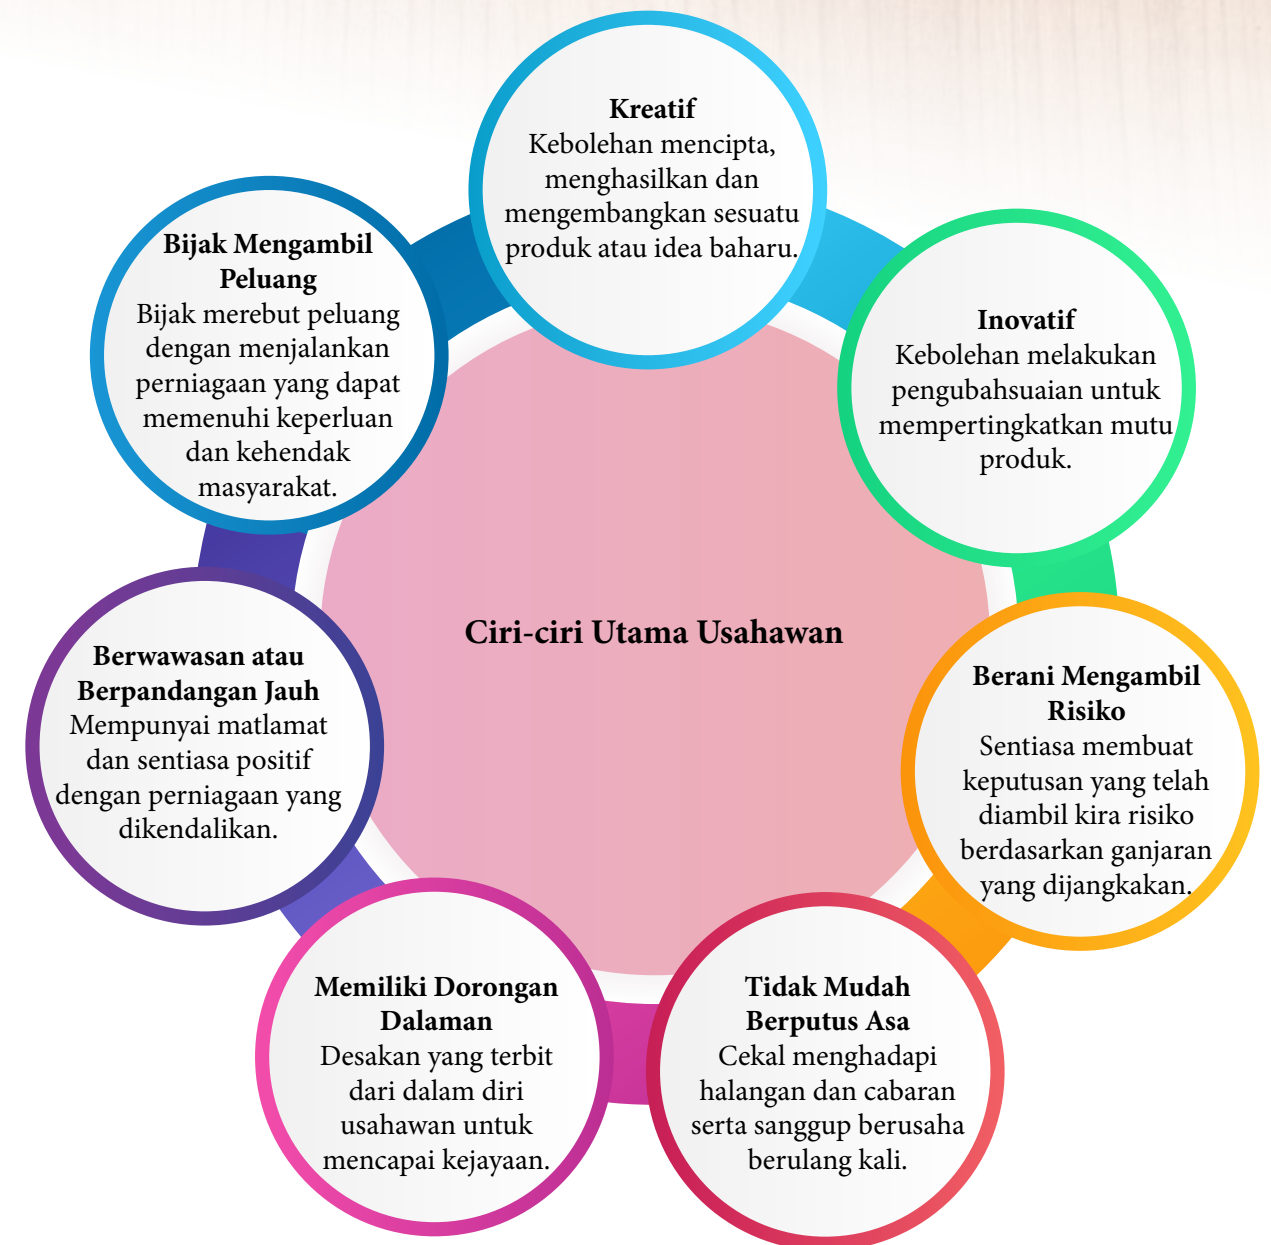 Kreatif
Kebolehan mencipta,
menghasilkan dan
mengembangkan sesuatu
produk atau idea baharu.
Inovatif
Kebolehan melakukan
pengubahsuaian untuk
mempertingkatkan mutu
produk.
Berani Mengambil
Risiko
Sentiasa membuat
keputusan yang telah
diambil kira risiko
berdasarkan ganjaran
yang dijangkakan.
Tidak Mudah
Berputus Asa
Cekal menghadapi
halangan dan cabaran
serta sanggup berusaha
berulang kali.
Memiliki Dorongan
Dalaman
Desakan yang terbit
dari dalam diri
usahawan untuk
mencapai kejayaan.
Berwawasan atau
Berpandangan Jauh
Mempunyai matlamat
dan sentiasa positif
dengan perniagaan yang
dikendalikan.
Bijak Mengambil
Peluang
Bijak merebut peluang
dengan menjalankan
perniagaan yang dapat
memenuhi keperluan
dan kehendak
masyarakat.
Ciri-ciri Utama Usahawan